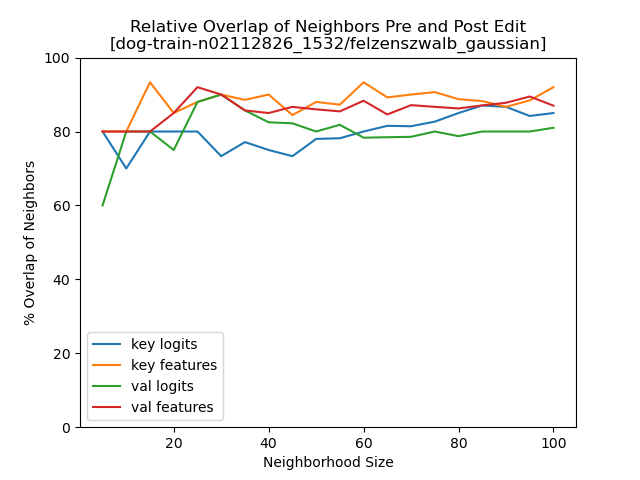 Relative Overlap of Neighbors Pre and Post Edit
[dog-train-n02112826_1532/felzenszwalb_gaussian]
100
80
60
40
20
0
% Overlap of Neighbors
key logits
key features
val logits
val features
20 40 60 80 100
Neighborhood Size